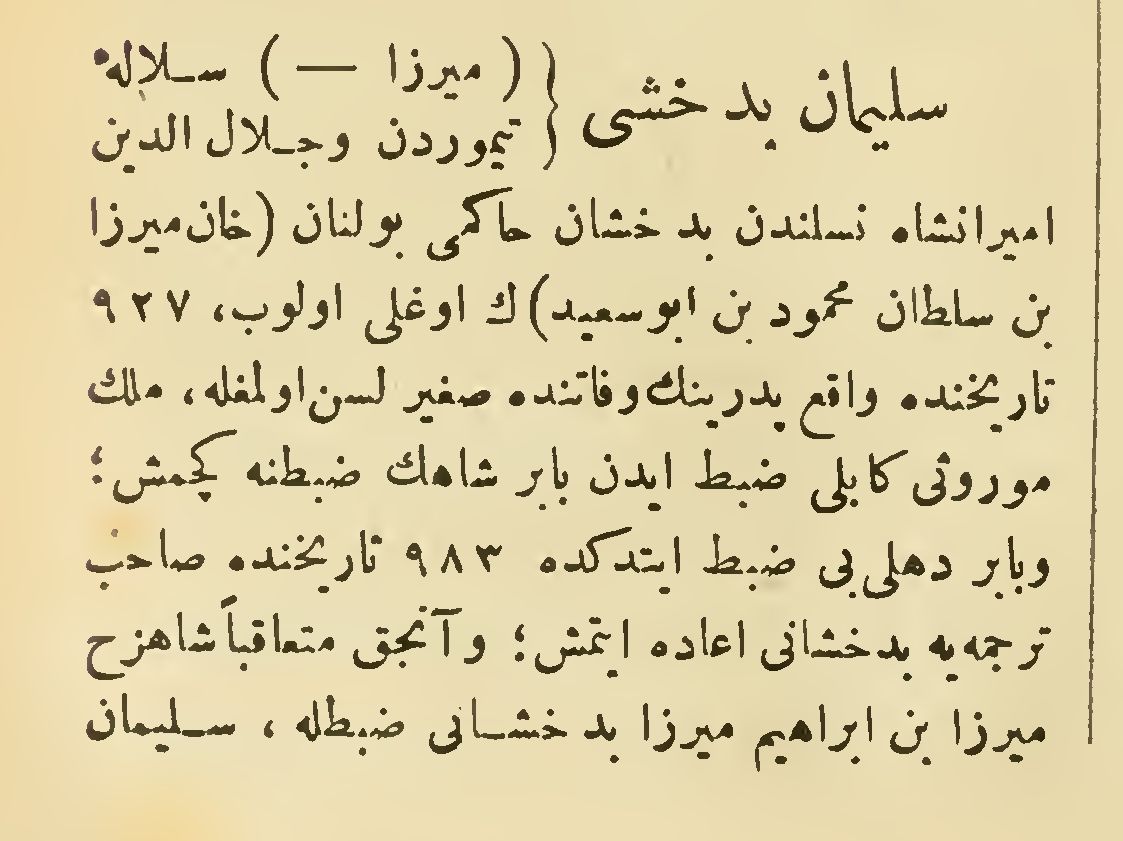 سلیمان بدخشی { ( میرزا — ) سلاله‌ٔ
تیموردن وجلال الدین
امیرانشاه نسلندن بدخشان حاکمی بولنان (خان میرزا
بن سلطان محمود بن ابوسعید)ك اوغلی اولوب، ٩٢٧
تاریخنده واقع پدرینك وفاتنده صغیر لسن اولمغله، ملك
موروثی کابلی ضبط ایدن بابر شاهك ضبطنه کچمش؛
وبابر دهلی یی ضبط ایتدکده ٩٨٣ تاریخنده صاحب
ترجمه یه بدخشانی اعاده ایتمش؛ وآنجق متعاقباً شاهزح
میرزا بن ابراهیم میرزا بدخشانی ضبطله، سلیمان